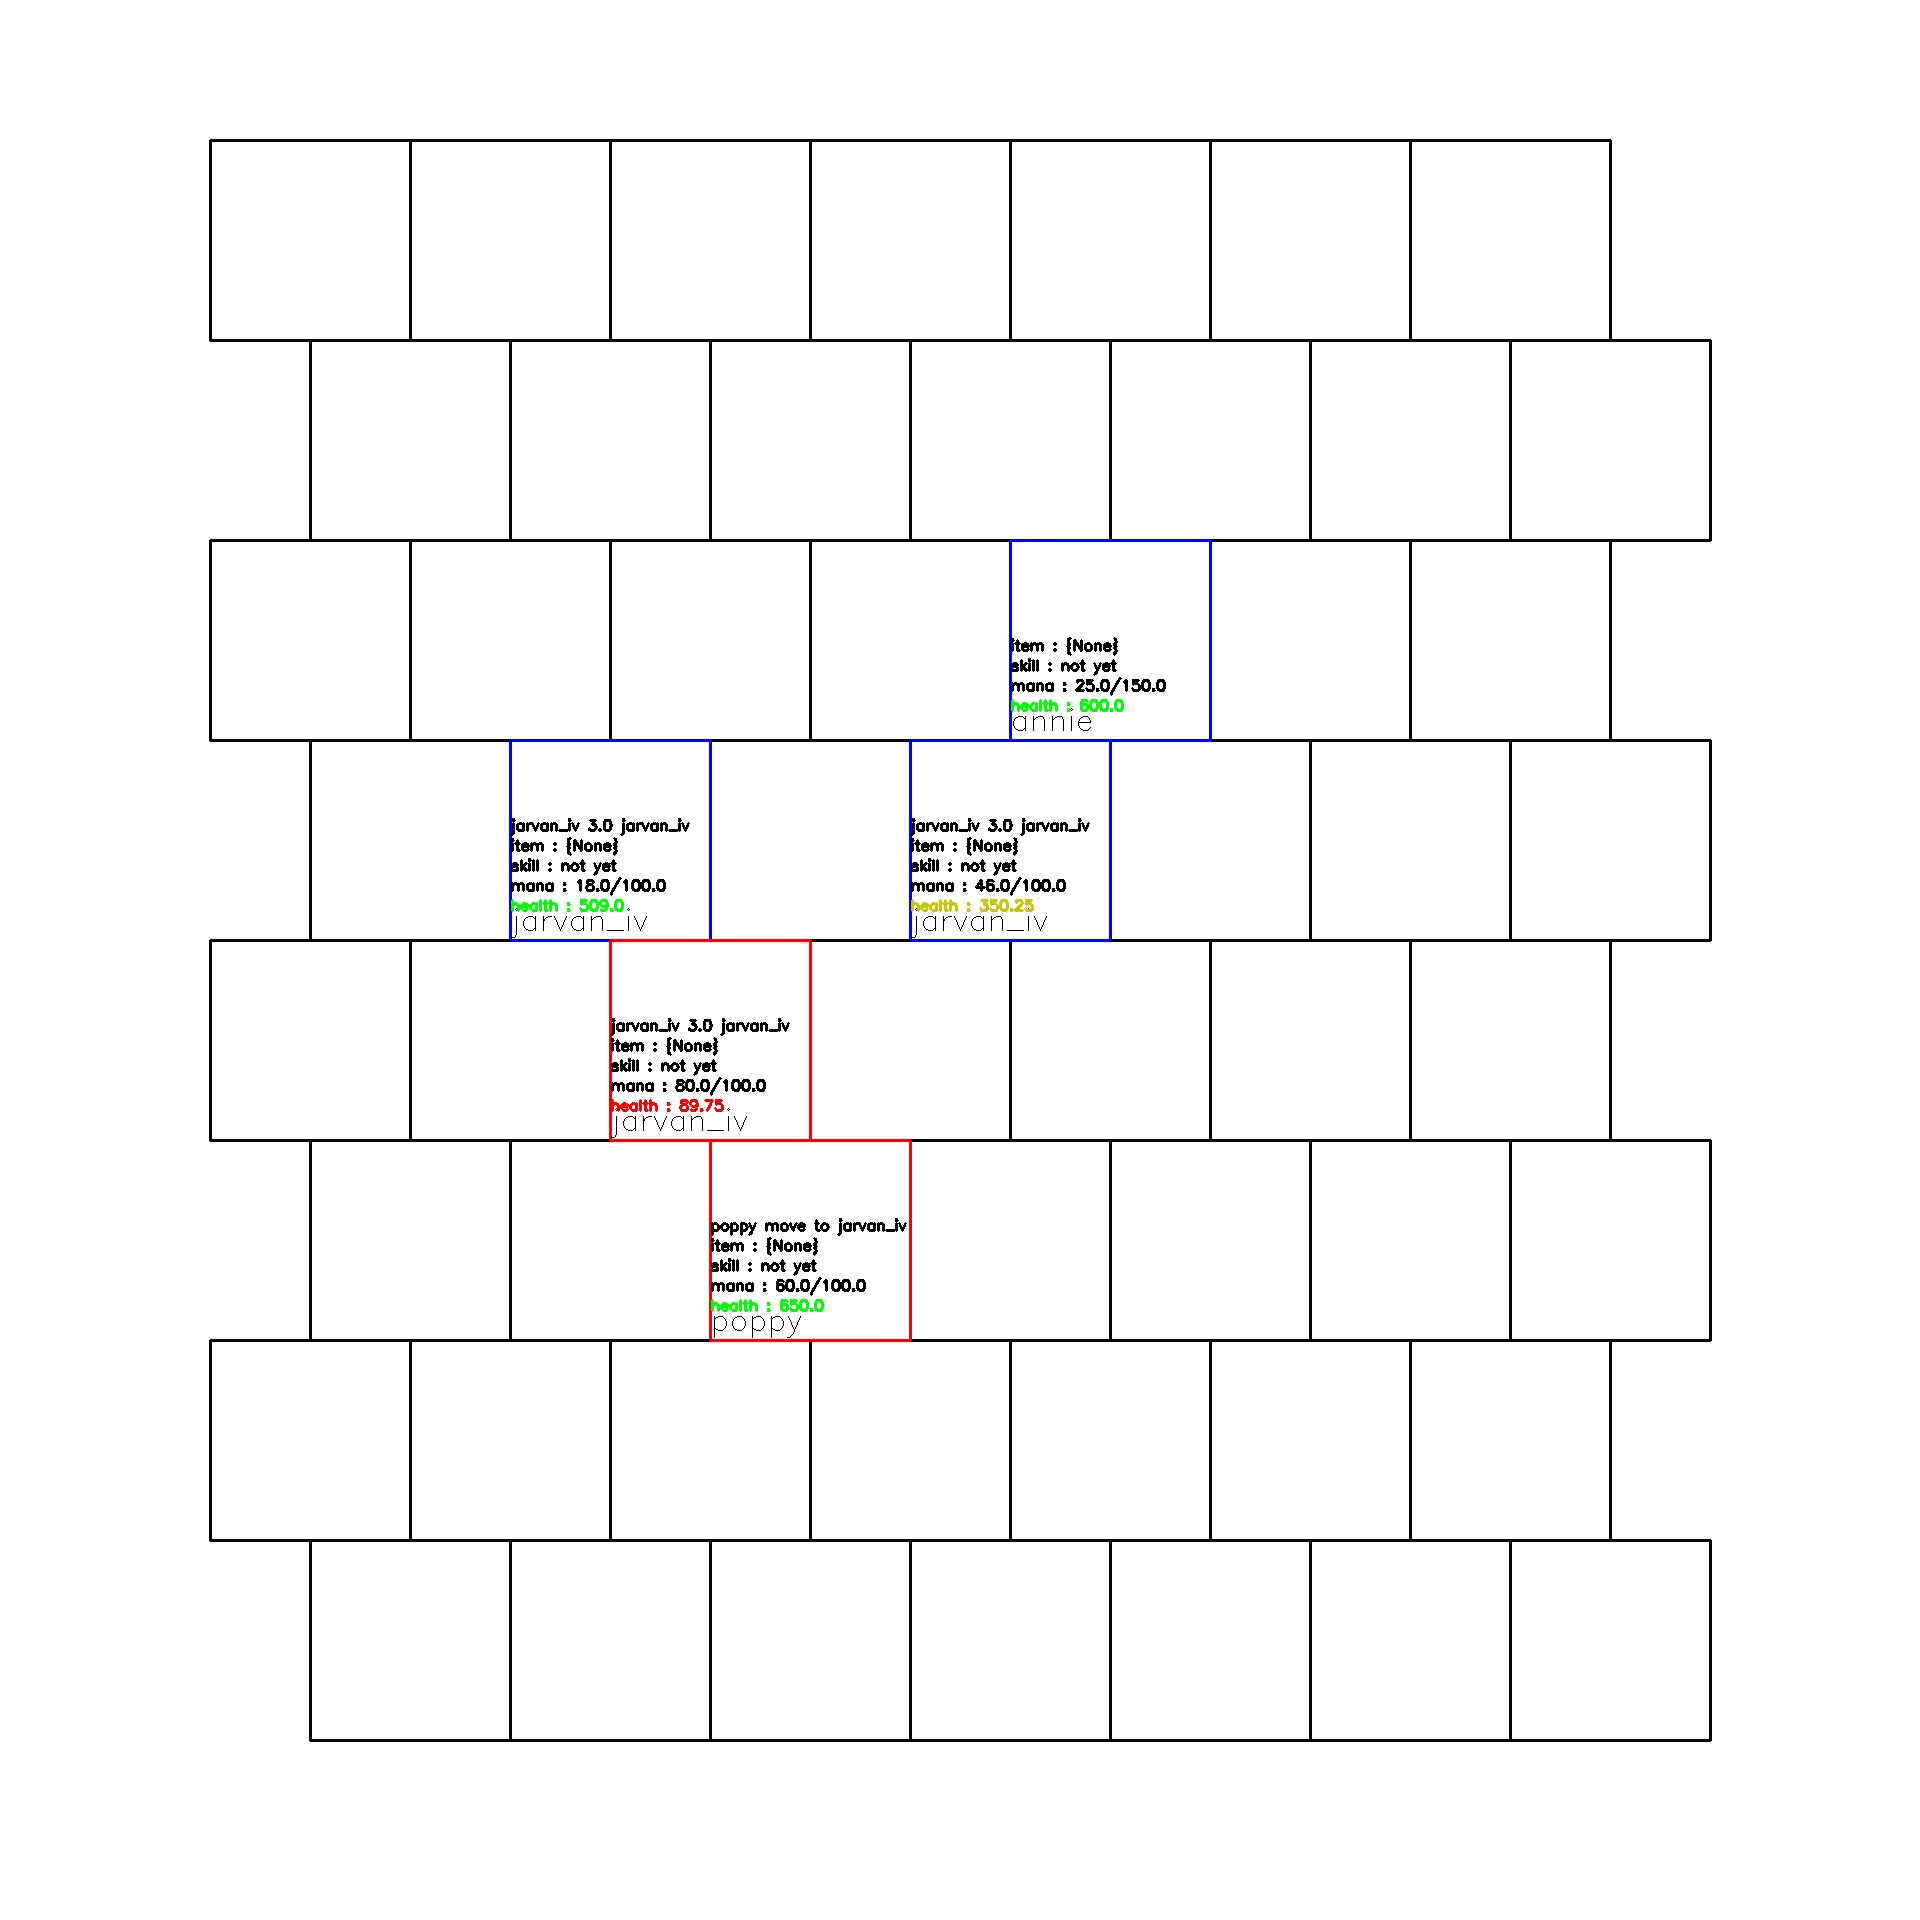 item : {None}
skill : not yet
mana : 25.0/150.0
health : 600.0
annie
jarvan_iv 3.0 jarvan_iv
item : {None}
skill : not yet
mana : 18.0/100.0
health : 509.0
jarvan_iv
jarvan_iv 3.0 jarvan_iv
item : {None}
skill : not yet
mana : 46.0/100.0
health : 350.25
jarvan_iv
jarvan_iv 3.0 jarvan_iv
item : {None}
skill : not yet
mana : 80.0/100.0
health : 89.75
jarvan_iv
poppy move to jarvan_iv
item : {None}
skill : not yet
mana : 60.0/100.0
health : 650.0
poppy